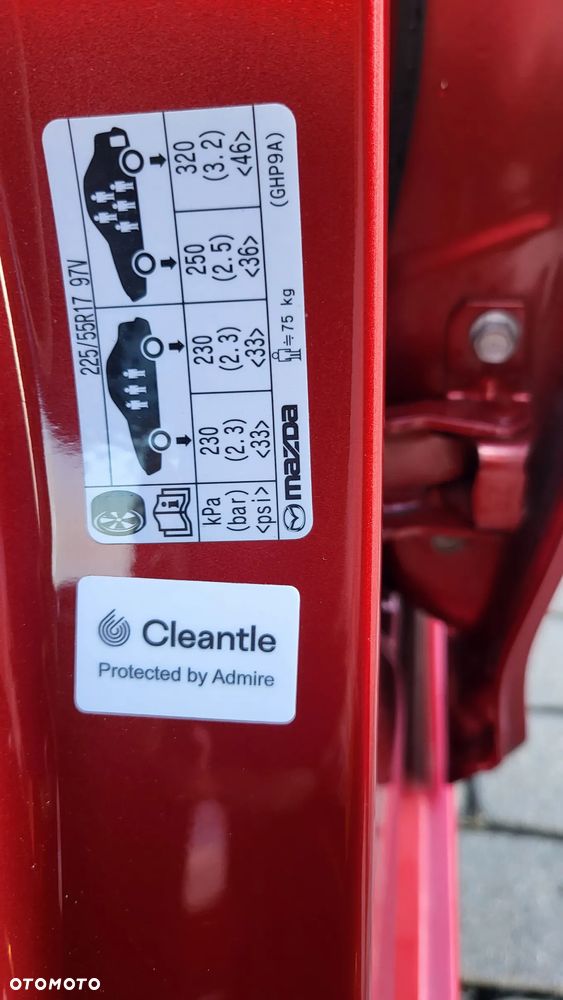 225/55R17 97V
kPa 230 230 250 320
(bar) (2.3) (2.3) (2.5) (3.2)
<psi> <33> <33> <36> <46>
mazda ≒75 kg (GHP9A)
Cleantle
Protected by Admire
OTOMOTO